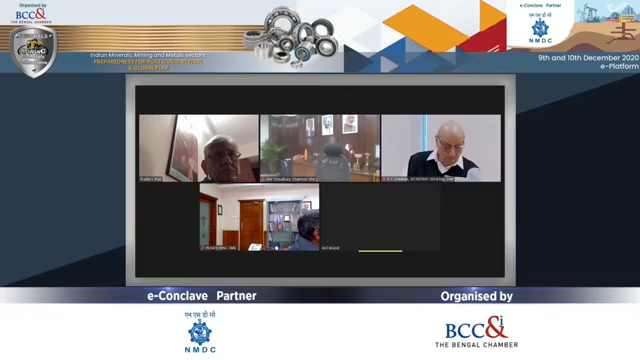 Organised by
BCC&i
THE BENGAL CHAMBER
Indian Minerals, Mining and Metals sectors:
PREPAREDNESS FOR POST COVID REVIVAL
& GLOBAL PLAY
e-Conclave Partner
एन एम डी सी
NMDC
9th and 10th December 2020
e-Platform
e-Conclave Partner
Organised by
एन एम डी सी
NMDC
BCC&i
THE BENGAL CHAMBER